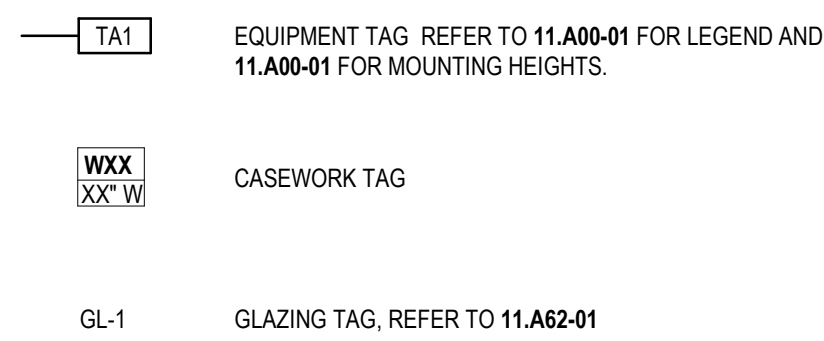 TA1 EQUIPMENT TAG REFER TO 11.A00-01 FOR LEGEND AND
11.A00-01 FOR MOUNTING HEIGHTS.
WXX
XX" W
CASEWORK TAG
GL-1 GLAZING TAG, REFER TO 11.A62-01